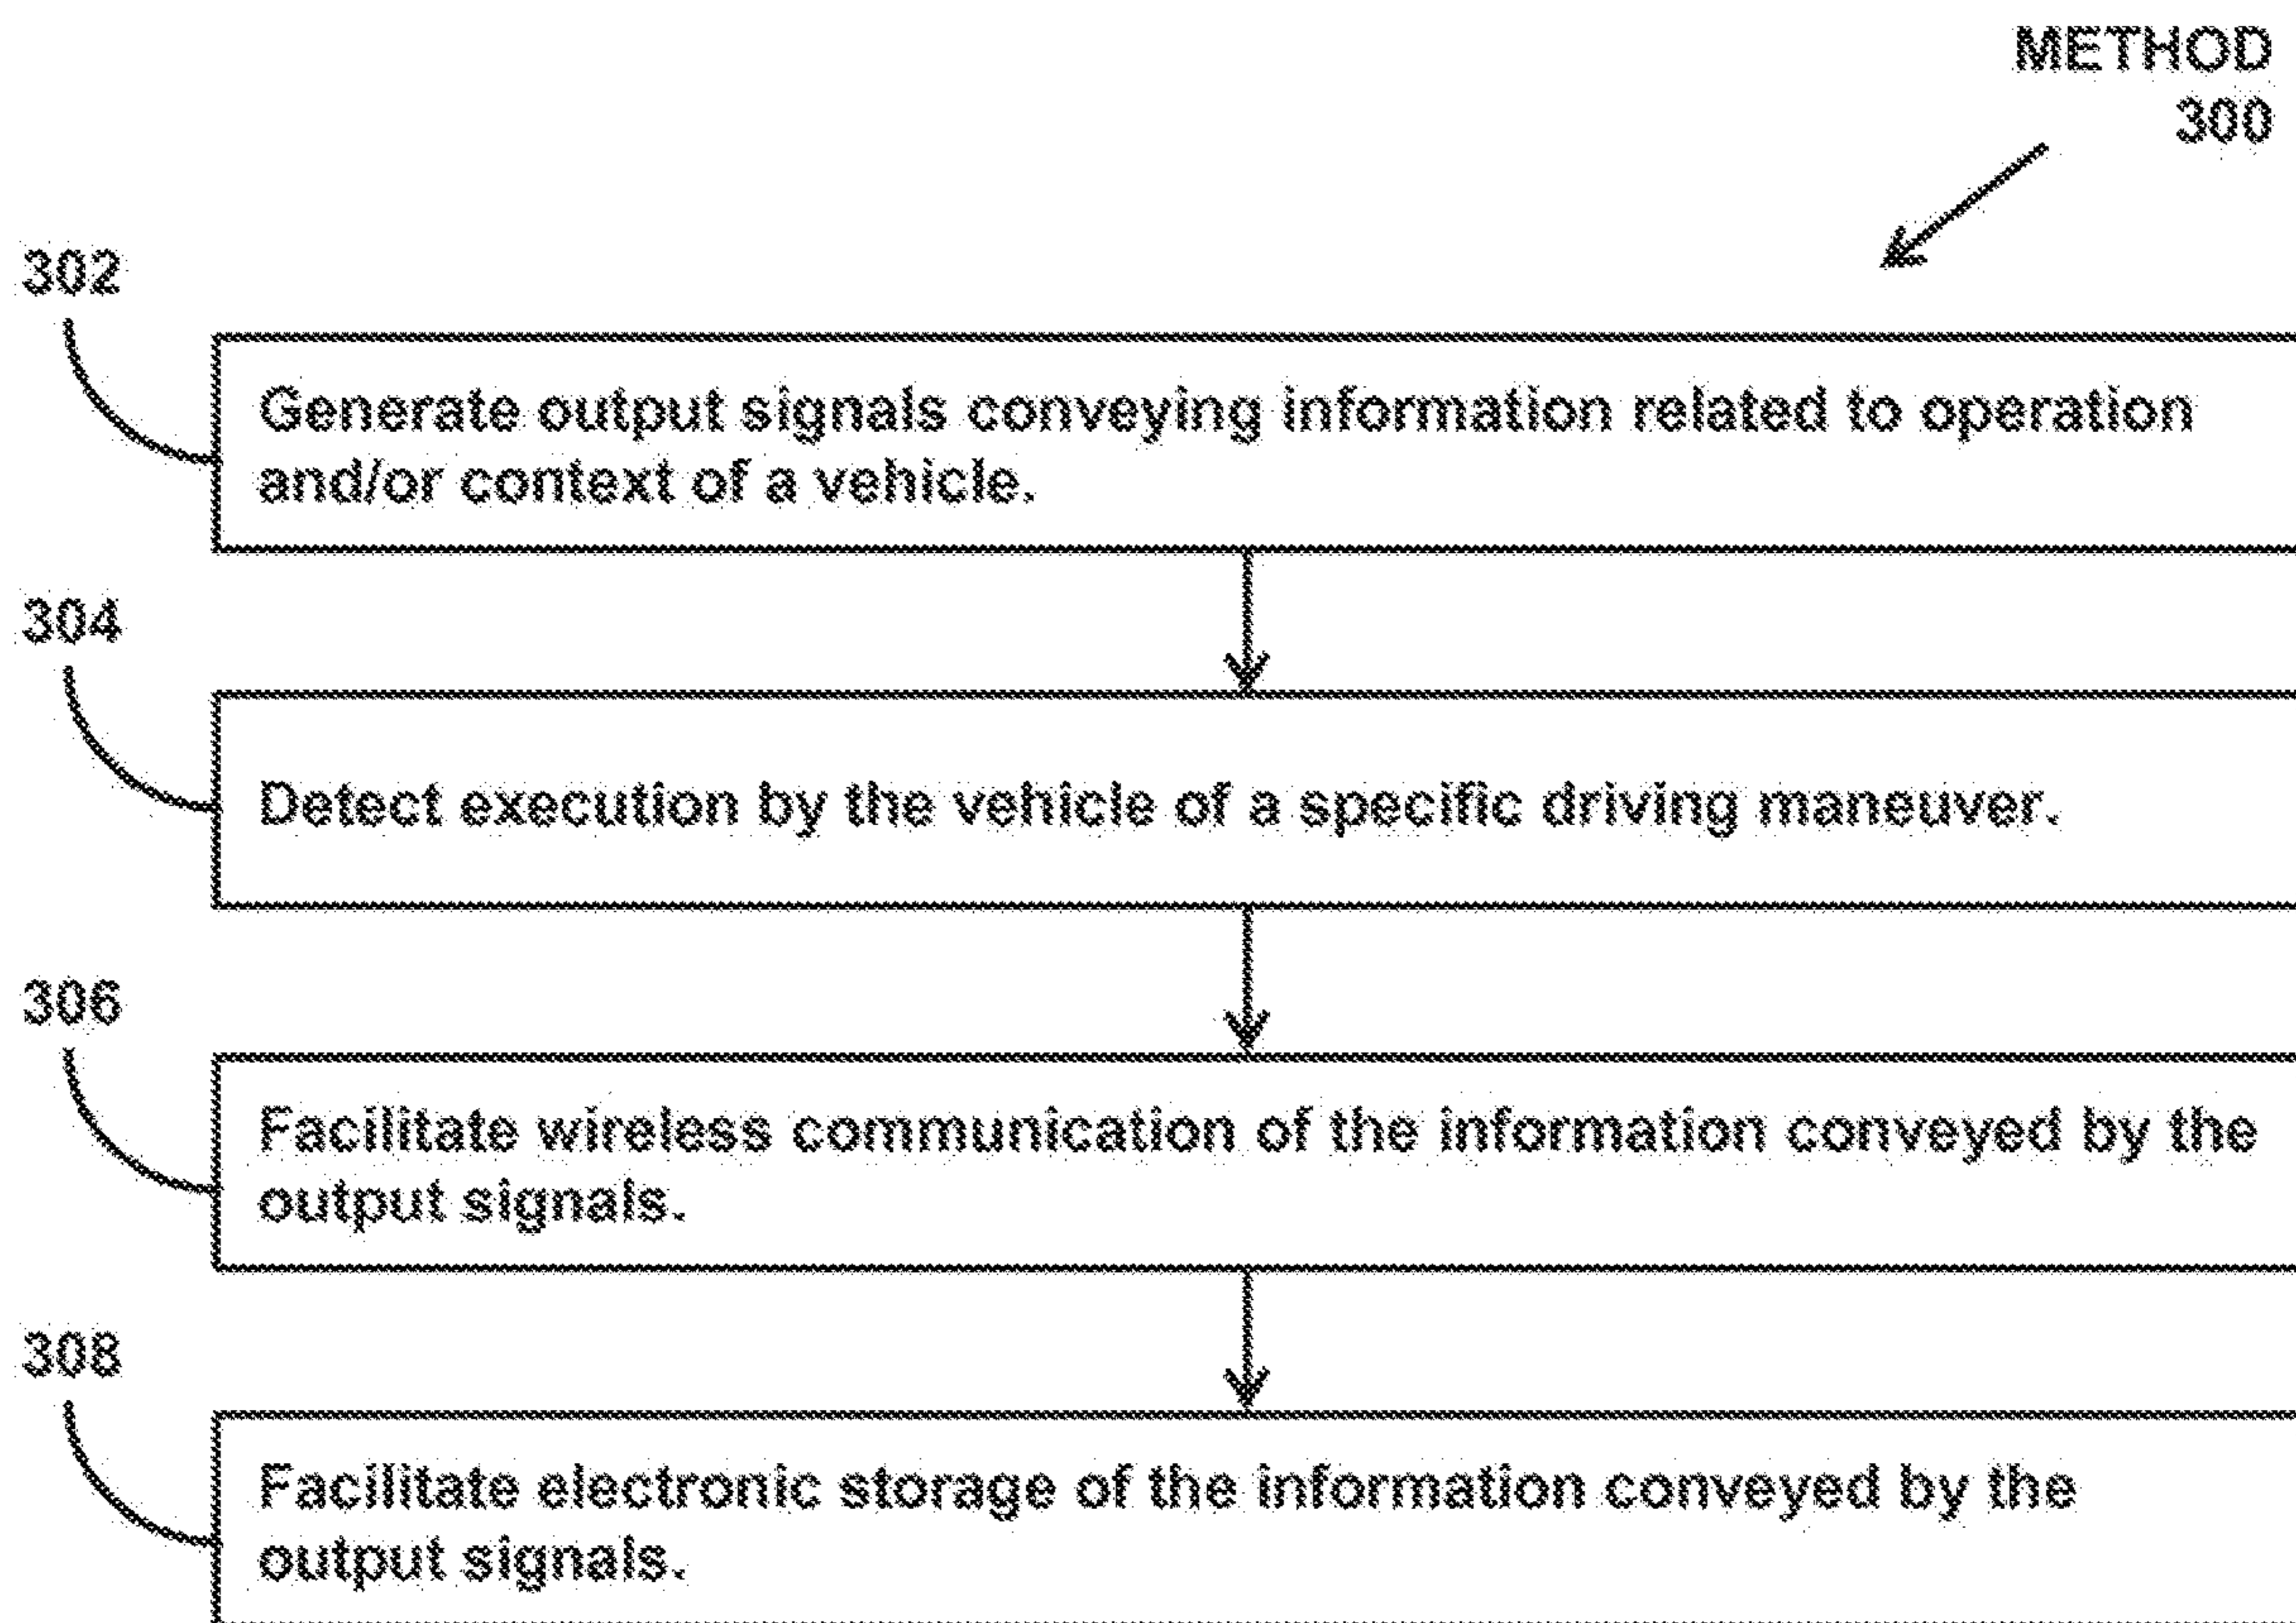 METHOD
300
302
Generate output signals conveying information related to operation
and/or context of a vehicle.
304
Detect execution by the vehicle of a specific driving maneuver.
306
Facilitate wireless communication of the information conveyed by the
output signals.
308
Facilitate electronic storage of the information conveyed by the
output signals.